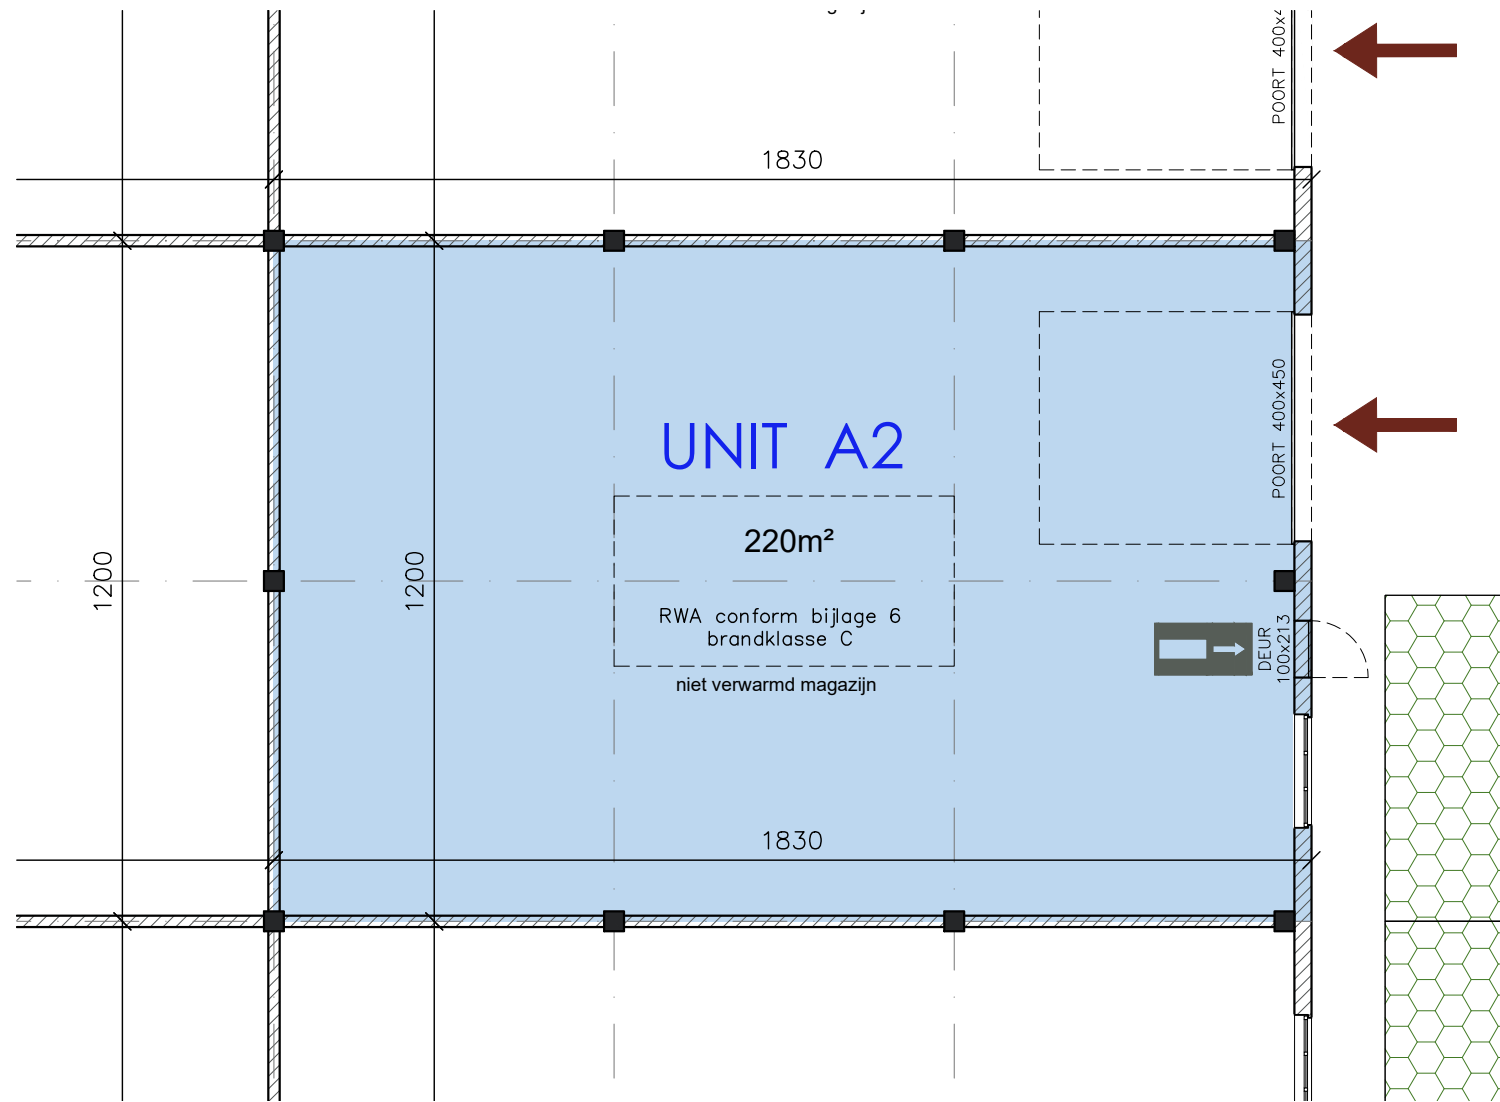 POORT 400x4
1830
POORT 400x450
UNIT A2
220m²
1200
1200
RWA conform bijlage 6
brandklasse C
DEUR
100x213
niet verwarmd magazijn
1830